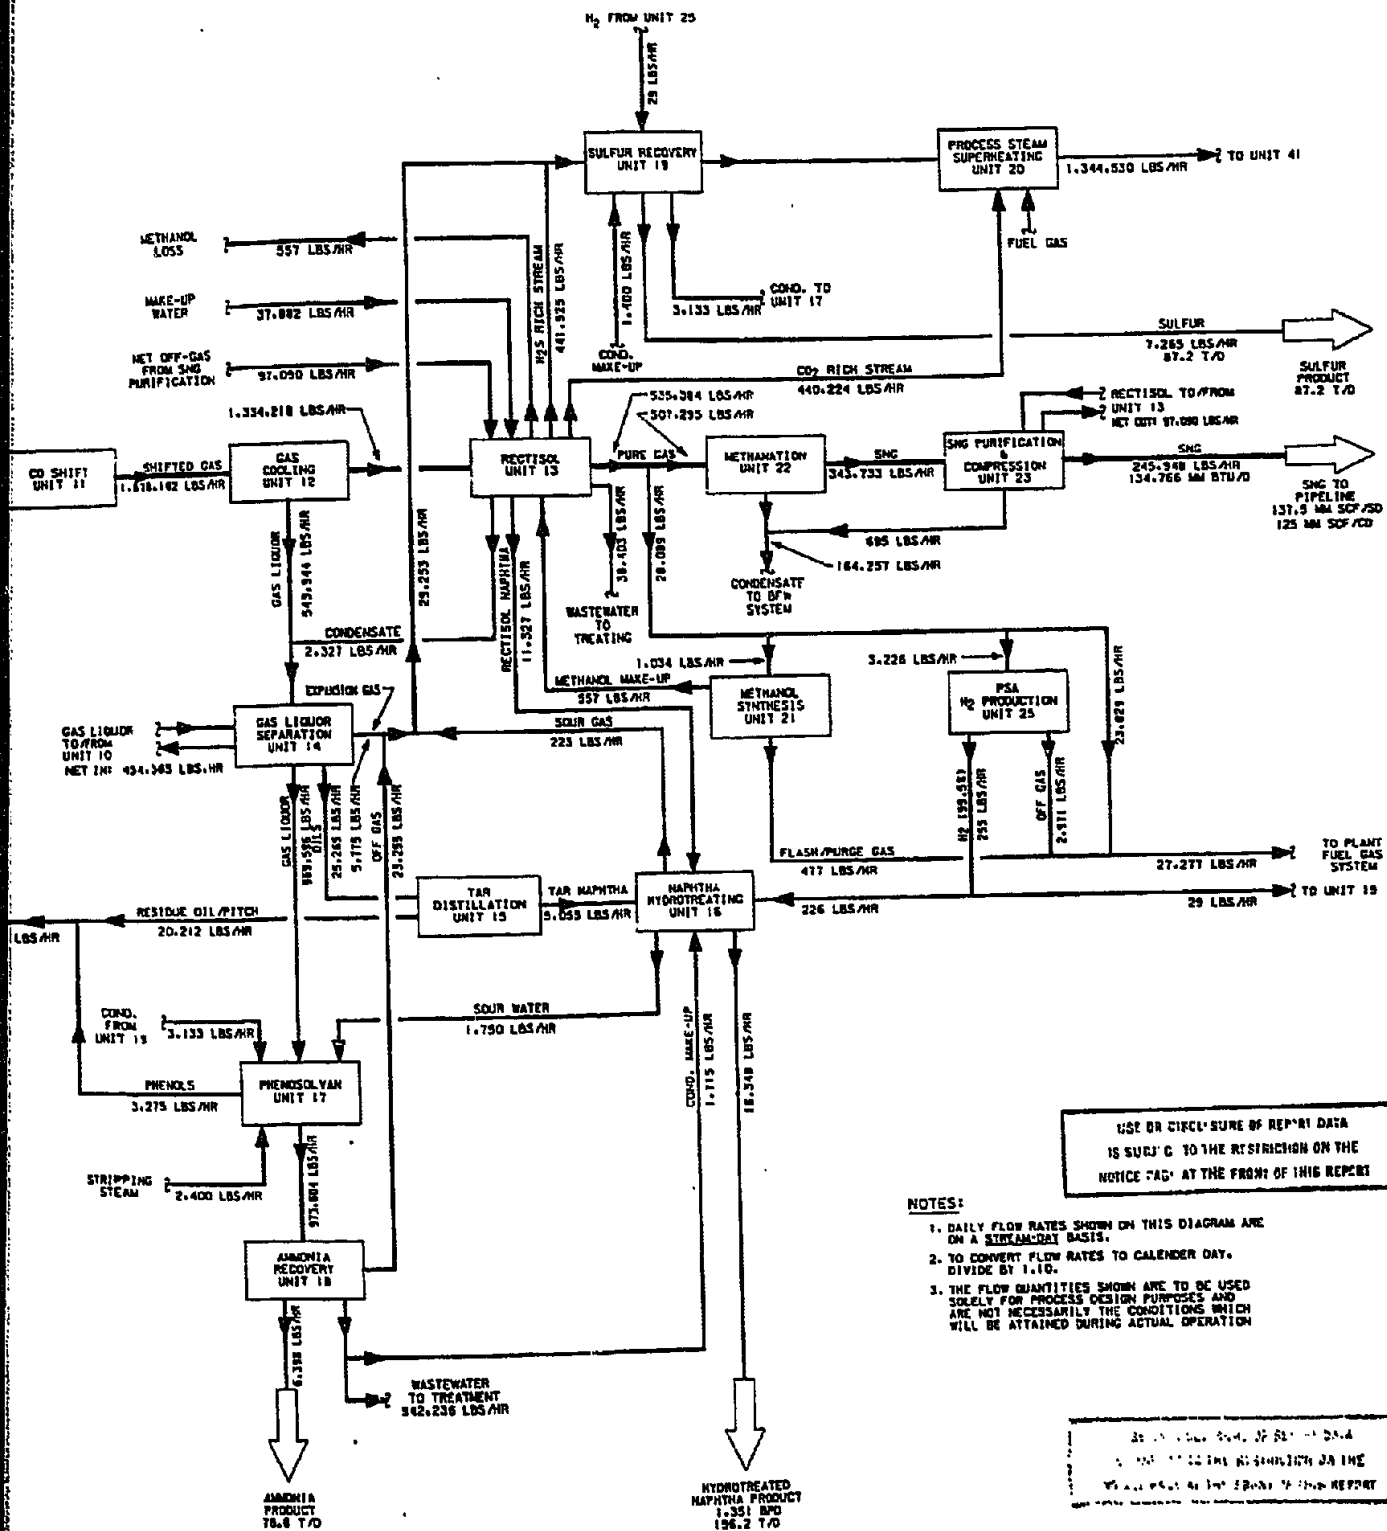 H2 FROM UNIT 25
29 LBS/HR
SULFUR RECOVERY
UNIT 19
PROCESS STEAM
SUPERHEATING
UNIT 20
TO UNIT 41
1.344.530 LBS/HR
FUEL GAS
METHANOL
LOSS
557 LBS/HR
H2S RICH STREAM
441.525 LBS/HR
1.400 LBS/HR
COND.
MAKE-UP
COND. TO
UNIT 17
3.133 LBS/HR
MAKE-UP
WATER
37.882 LBS/HR
SULFUR
7.265 LBS/HR
87.2 T/D
SULFUR
PRODUCT
87.2 T/D
NET OFF-GAS
FROM SNG
PURIFICATION
97.090 LBS/HR
CO2 RICH STREAM
440.224 LBS/HR
1.334.218 LBS/HR
535.384 LBS/HR
507.295 LBS/HR
RECTISOL TO/FROM
UNIT 13
NET OUT: 97.090 LBS/HR
CO SHIFT
UNIT 11
SHIFTED GAS
GAS
COOLING
UNIT 12
RECTISOL
UNIT 13
PURE GAS
METHANATION
UNIT 22
SNG
343.733 LBS/HR
SNG PURIFICATION
&
COMPRESSION
UNIT 23
SNG
245.948 LBS/HR
134.766 MM BTU/D
SNG TO
PIPELINE
137.5 MM SCF/SD
125 MM SCF/CD
GAS LIQUOR
29.253 LBS/HR
RECTISOL NAPHTHA
11.327 LBS/HR
38.403 LBS/HR
28.089 LBS/HR
WASTEWATER
TO
TREATING
695 LBS/HR
164.257 LBS/HR
CONDENSATE
TO BFW
SYSTEM
CONDENSATE
2.327 LBS/HR
1.034 LBS/HR
3.226 LBS/HR
23.829 LBS/HR
EXPANSION GAS
METHANOL MAKE-UP
557 LBS/HR
METHANOL
SYNTHESIS
UNIT 21
PSA
H2 PRODUCTION
UNIT 25
GAS LIQUOR
TO/FROM
UNIT 10
NET IN: 454.365 LBS.HR
GAS LIQUOR
SEPARATION
UNIT 14
SOUR GAS
223 LBS/HR
GAS LIQUOR
OILS
25.265 LBS/HR
5.775 LBS/HR
OFF GAS
23.255 LBS/HR
255 LBS/HR
OFF GAS
2.971 LBS/HR
FLASH/PURGE GAS
477 LBS/HR
27.277 LBS/HR
TO PLANT
FUEL GAS
SYSTEM
TAR
DISTILLATION
UNIT 15
TAR NAPHTHA
5.053 LBS/HR
NAPHTHA
HYDROTREATING
UNIT 16
226 LBS/HR
29 LBS/HR
TO UNIT 19
RESIDUE OIL/PITCH
20.212 LBS/HR
LBS/HR
COND.
FROM
UNIT 19
3.133 LBS/HR
SOUR WATER
1.750 LBS/HR
COND. MAKE-UP
1.715 LBS/HR
16.348 LBS/HR
PHENOLS
3.275 LBS/HR
PHENOSOLVAN
UNIT 17
STRIPPING
STEAM
2.400 LBS/HR
973.604 LBS/HR
AMMONIA
RECOVERY
UNIT 18
6.398 LBS/HR
WASTEWATER
TO TREATMENT
942.236 LBS/HR
AMMONIA
PRODUCT
76.8 T/D
HYDROTREATED
NAPHTHA PRODUCT
1.351 BPD
196.2 T/D
USE OR DISCLOSURE OF REPORT DATA
IS SUBJECT TO THE RESTRICTION ON THE
NOTICE PAGE AT THE FRONT OF THIS REPORT
NOTES:
1. DAILY FLOW RATES SHOWN ON THIS DIAGRAM ARE
ON A STREAM-DAY BASIS.
2. TO CONVERT FLOW RATES TO CALENDER DAY.
DIVIDE BY 1.10.
3. THE FLOW QUANTITIES SHOWN ARE TO BE USED
SOLELY FOR PROCESS DESIGN PURPOSES AND
ARE NOT NECESSARILY THE CONDITIONS WHICH
WILL BE ATTAINED DURING ACTUAL OPERATION